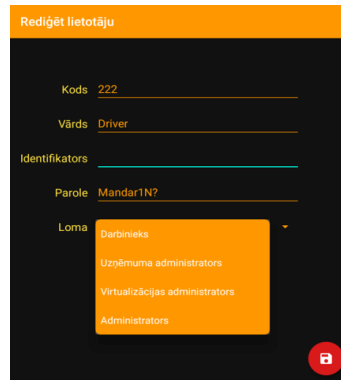 Rediģēt lietotāju
Kods 222
Vārds Driver
Identifikators
Parole Mandar1N?
Loma
Darbinieks
Uzņēmuma administrators
Virtualizācijas administrators
Administrators